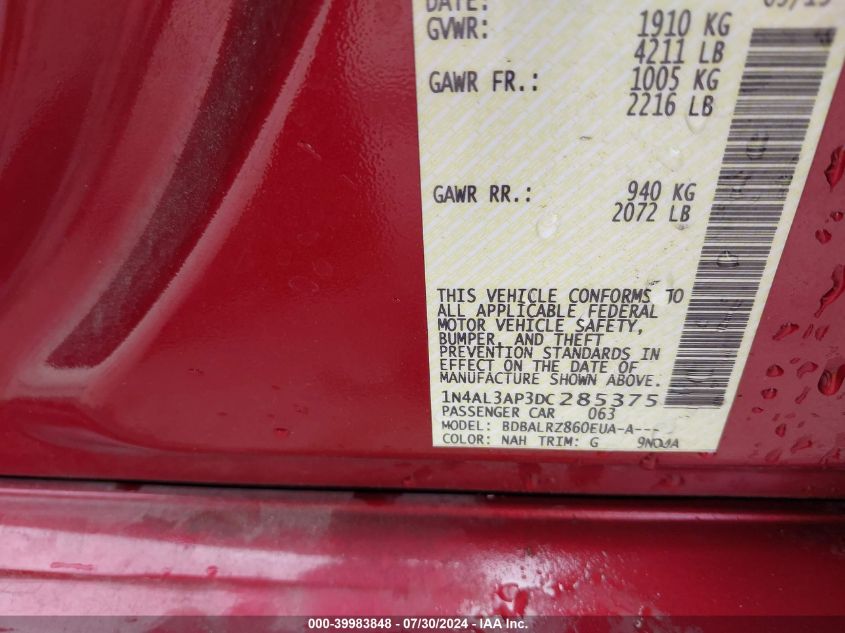 DATE:
GVWR: 1910 KG
4211 LB
GAWR FR.: 1005 KG
2216 LB
GAWR RR.: 940 KG
2072 LB
THIS VEHICLE CONFORMS TO
ALL APPLICABLE FEDERAL
MOTOR VEHICLE SAFETY,
BUMPER, AND THEFT
PREVENTION STANDARDS IN
EFFECT ON THE DATE OF
MANUFACTURE SHOWN ABOVE.
1N4AL3AP3DC285375
PASSENGER CAR 063
MODEL: BDBALRZ860EUA-A---
COLOR: NAH TRIM: G
000-39983848 - 07/30/2024 - IAA, Inc.